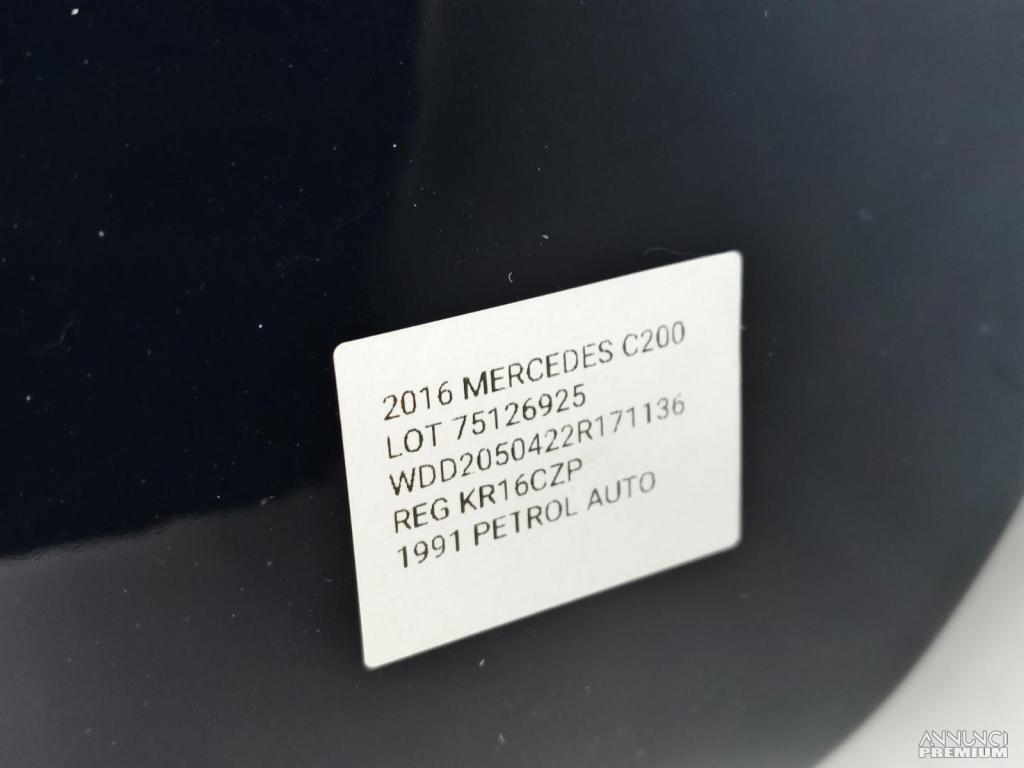 2016 MERCEDES C200
LOT 75126925
WDD2050422R171136
REG KR16CZP
1991 PETROL AUTO
ANNUNCI
PREMIUM